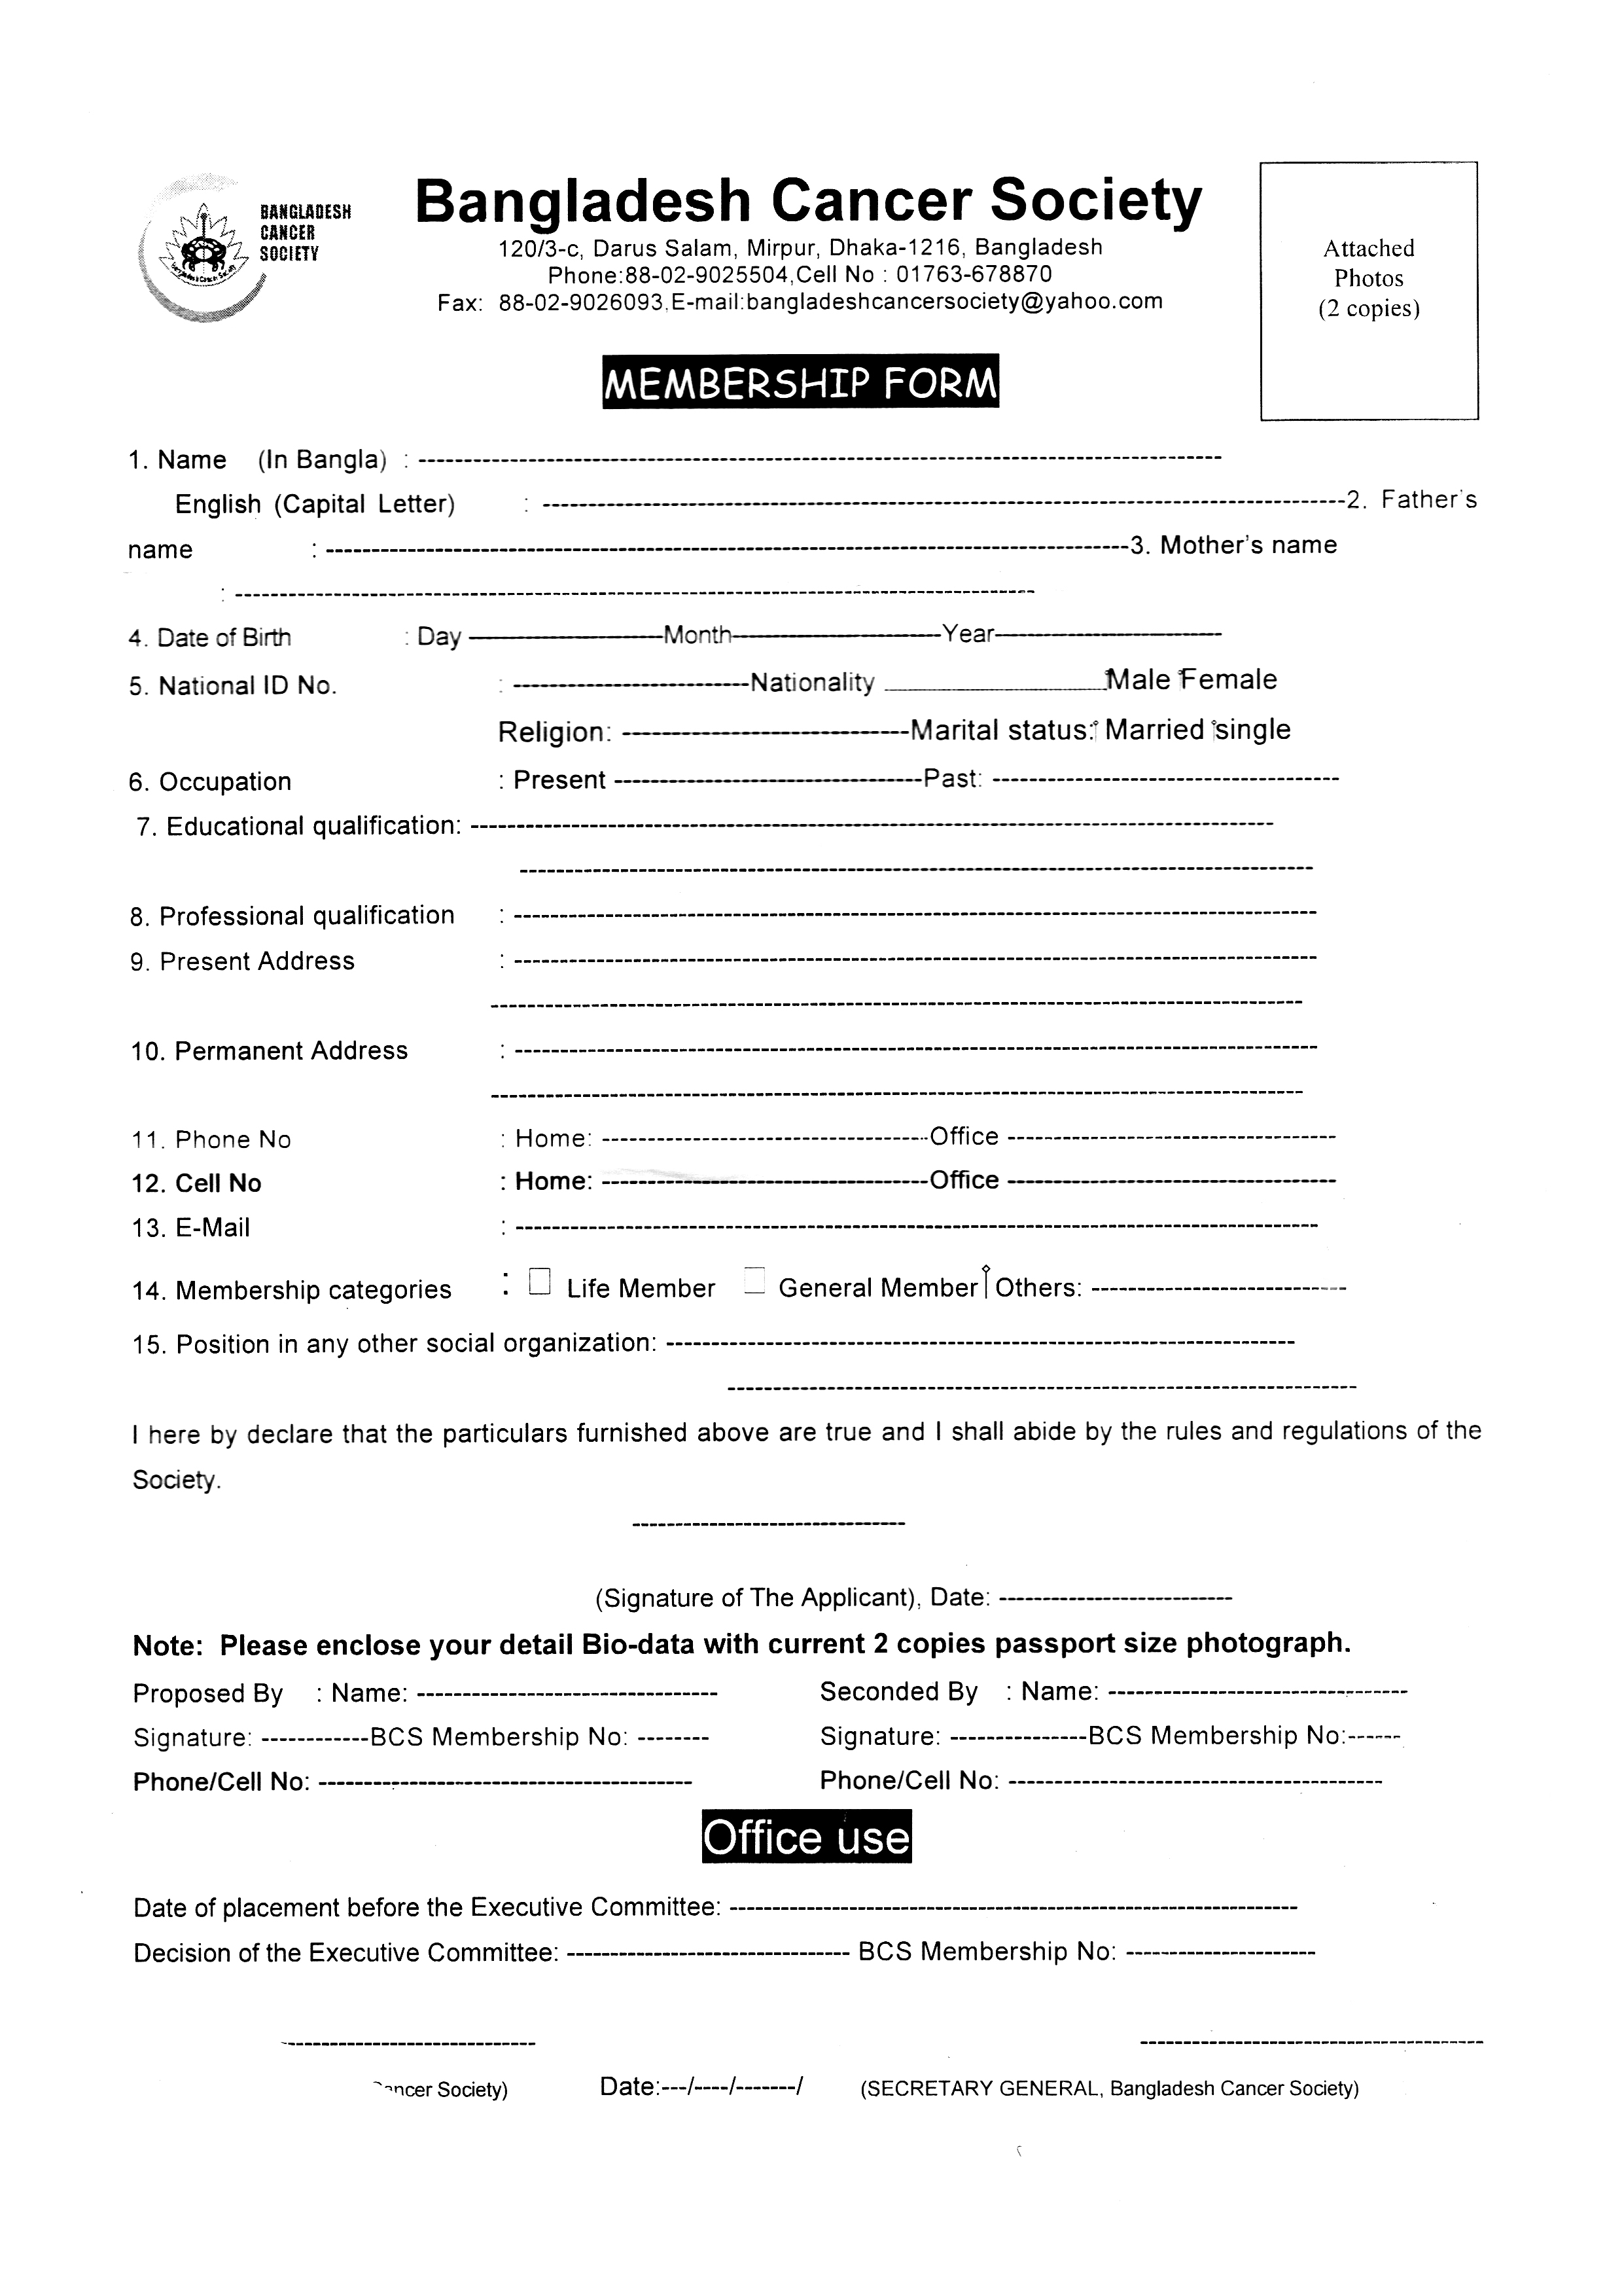 BANGLADESH
CANCER
SOCIETY
Bangladesh Cancer Society
120/3-c, Darus Salam, Mirpur, Dhaka-1216, Bangladesh
Phone:88-02-9025504,Cell No : 01763-678870
Fax: 88-02-9026093,E-mail:bangladeshcancersociety@yahoo.com
Attached
Photos
(2 copies)
MEMBERSHIP FORM
1. Name (In Bangla) : ----------------------------------------
English (Capital Letter) : ----------------------------------------2. Father's
name : ----------------------------------------3. Mother's name
: ----------------------------------------
4. Date of Birth : Day ---------------Month---------------Year---------------
5. National ID No. : ---------------Nationality _______________Male Female
Religion: ---------------Marital status: Married single
6. Occupation : Present ---------------Past: ---------------
7. Educational qualification: ----------------------------------------
----------------------------------------
8. Professional qualification : ----------------------------------------
9. Present Address : ----------------------------------------
----------------------------------------
10. Permanent Address : ----------------------------------------
----------------------------------------
11. Phone No : Home: --------------------Office --------------------
12. Cell No : Home: --------------------Office --------------------
13. E-Mail : ----------------------------------------
14. Membership categories : □ Life Member □ General Member Others: --------------------
15. Position in any other social organization: ----------------------------------------
----------------------------------------
I here by declare that the particulars furnished above are true and I shall abide by the rules and regulations of the
Society.
------------------------------
(Signature of The Applicant), Date: --------------------
Note: Please enclose your detail Bio-data with current 2 copies passport size photograph.
Proposed By : Name: -------------------- Seconded By : Name: --------------------
Signature: ------------BCS Membership No: -------- Signature: ---------------BCS Membership No:------
Phone/Cell No: -------------------- Phone/Cell No: --------------------
Office use
Date of placement before the Executive Committee: ----------------------------------------
Decision of the Executive Committee: -------------------- BCS Membership No: --------------------
-------------------- --------------------
Society) Date:---/----/-------/ (SECRETARY GENERAL, Bangladesh Cancer Society)